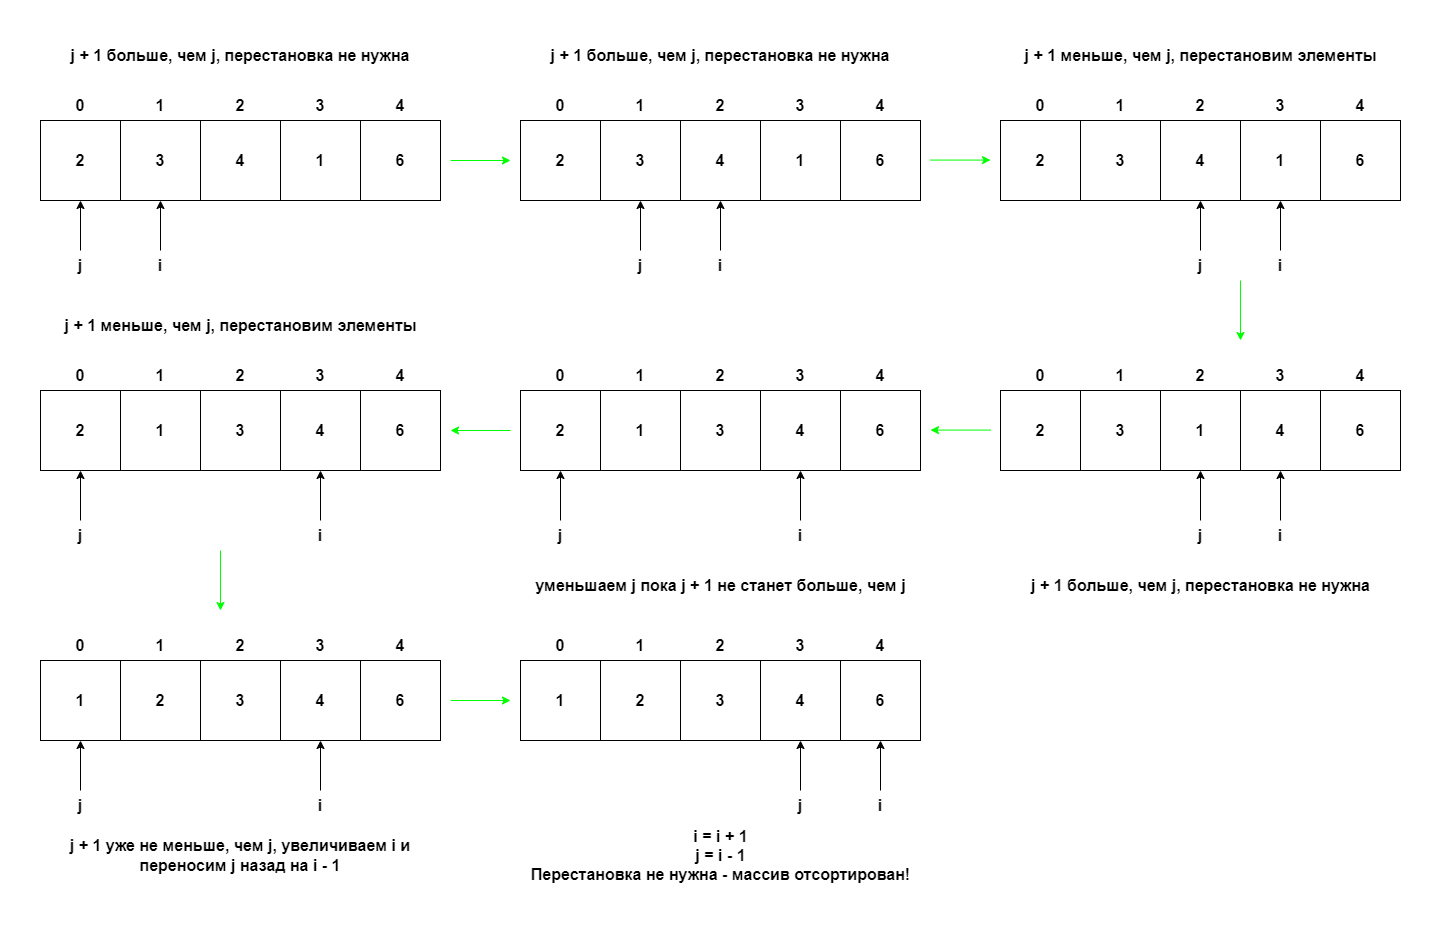 j + 1 больше, чем j, перестановка не нужна
0 1 2 3 4
2 3 4 1 6
j i
j + 1 больше, чем j, перестановка не нужна
0 1 2 3 4
2 3 4 1 6
j i
j + 1 меньше, чем j, перестановим элементы
0 1 2 3 4
2 3 4 1 6
j i
0 1 2 3 4
2 3 1 4 6
j i
j + 1 больше, чем j, перестановка не нужна
0 1 2 3 4
2 1 3 4 6
j i
уменьшаем j пока j + 1 не станет больше, чем j
j + 1 меньше, чем j, перестановим элементы
0 1 2 3 4
2 1 3 4 6
j i
0 1 2 3 4
1 2 3 4 6
j i
j + 1 уже не меньше, чем j, увеличиваем i и
переносим j назад на i - 1
0 1 2 3 4
1 2 3 4 6
j i
i = i + 1
j = i - 1
Перестановка не нужна - массив отсортирован!